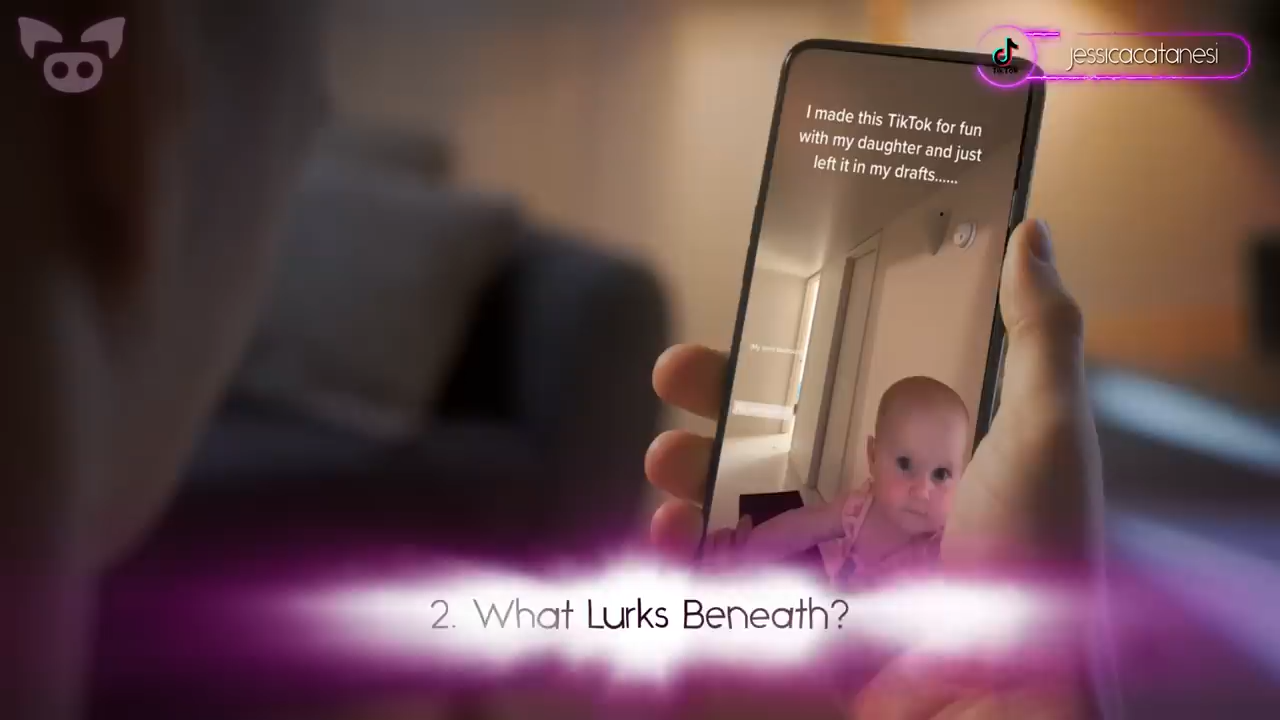 TikTok
jessicacatanesi
I made this TikTok for fun
with my daughter and just
left it in my drafts......
2. What Lurks Beneath?